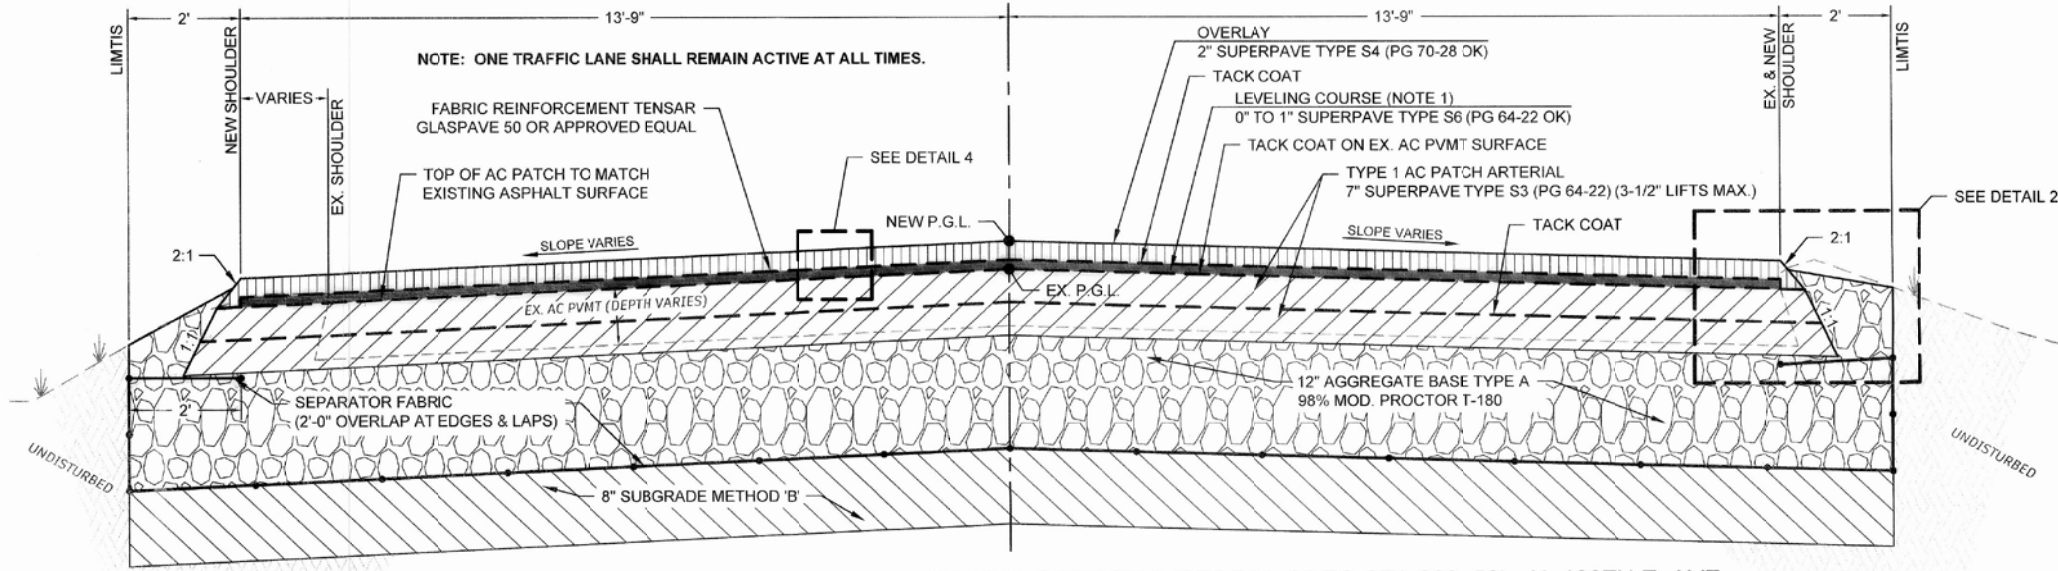 2'
13'-9"
13'-9"
2'
LIMTIS
NEW SHOULDER
VARIES
EX. SHOULDER
NOTE: ONE TRAFFIC LANE SHALL REMAIN ACTIVE AT ALL TIMES.
FABRIC REINFORCEMENT TENSAR
GLASPAVE 50 OR APPROVED EQUAL
TOP OF AC PATCH TO MATCH
EXISTING ASPHALT SURFACE
SEE DETAIL 4
NEW P.G.L.
OVERLAY
2" SUPERPAVE TYPE S4 (PG 70-28 OK)
TACK COAT
LEVELING COURSE (NOTE 1)
0" TO 1" SUPERPAVE TYPE S6 (PG 64-22 OK)
TACK COAT ON EX. AC PVMT SURFACE
TYPE 1 AC PATCH ARTERIAL
7" SUPERPAVE TYPE S3 (PG 64-22) (3-1/2" LIFTS MAX.)
TACK COAT
EX. & NEW
SHOULDER
LIMTIS
SEE DETAIL 2
2:1
SLOPE VARIES
SLOPE VARIES
2:1
EX. AC PVMT (DEPTH VARIES)
EX. P.G.L.
1:1
1:1
2'
SEPARATOR FABRIC
(2'-0" OVERLAP AT EDGES & LAPS)
12" AGGREGATE BASE TYPE A
98% MOD. PROCTOR T-180
UNDISTURBED
UNDISTURBED
8" SUBGRADE METHOD 'B'